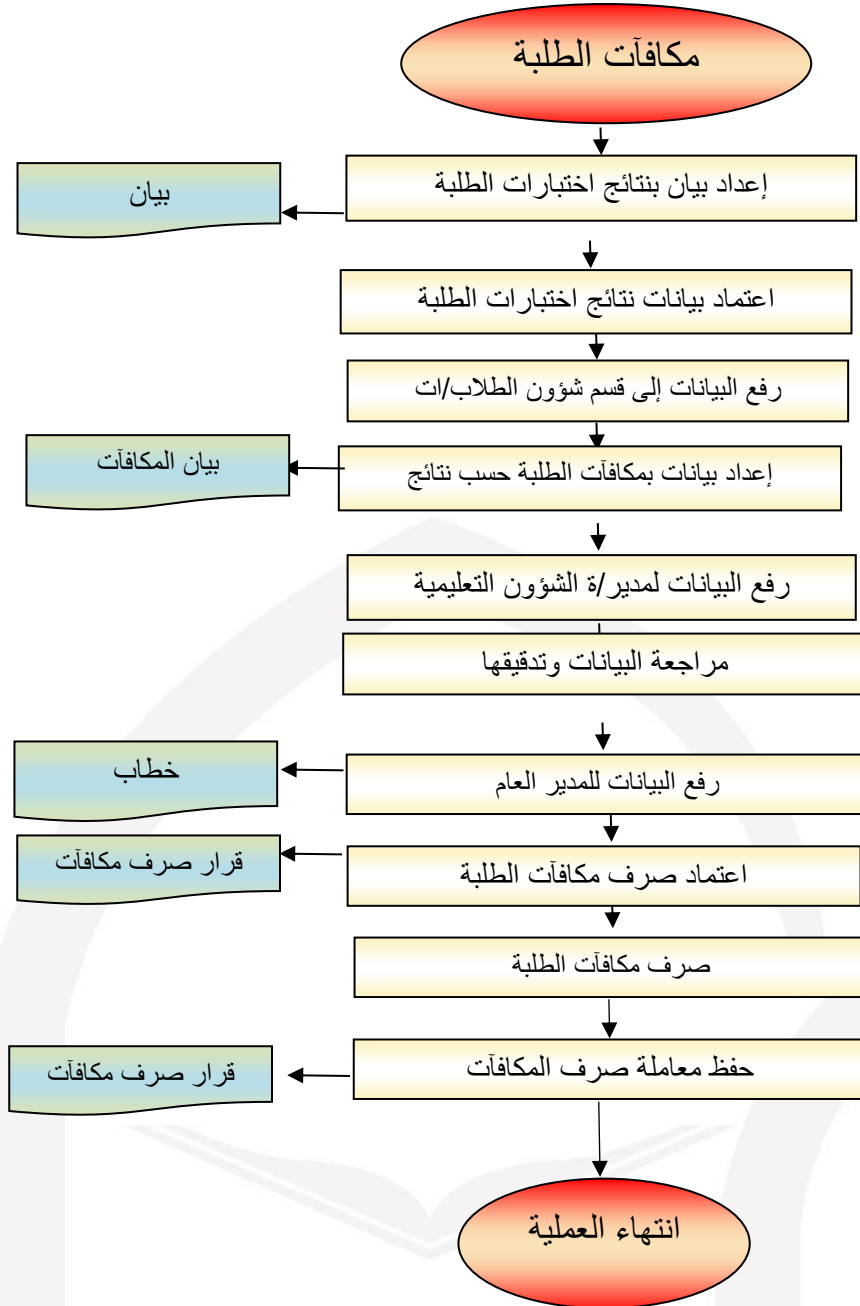 مكافآت الطلبة
إعداد بيان بنتائج اختبارات الطلبة
بيان
اعتماد بيانات نتائج اختبارات الطلبة
رفع البيانات إلى قسم شؤون الطلاب/ات
إعداد بيانات بمكافآت الطلبة حسب نتائج
بيان المكافآت
رفع البيانات لمدير/ة الشؤون التعليمية
مراجعة البيانات وتدقيقها
رفع البيانات للمدير العام
خطاب
اعتماد صرف مكافآت الطلبة
قرار صرف مكافآت
صرف مكافآت الطلبة
حفظ معاملة صرف المكافآت
قرار صرف مكافآت
انتهاء العملية